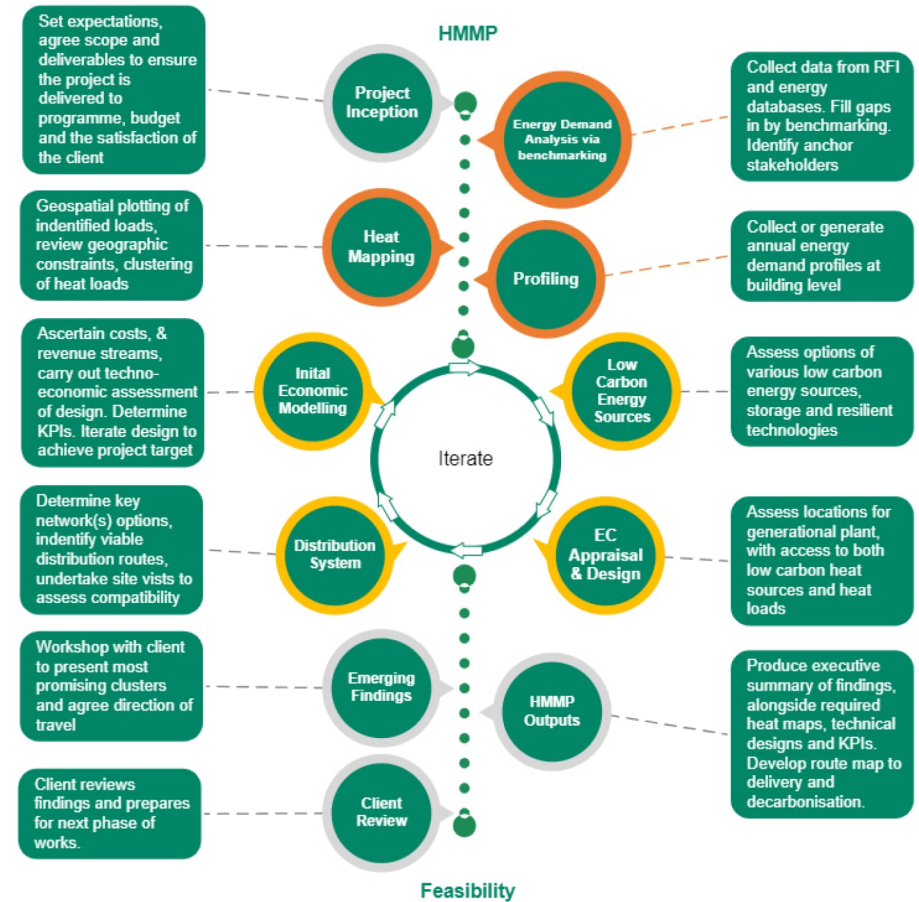 HMMP
Set expectations,
agree scope and
deliverables to ensure
the project is
delivered to
programme, budget
and the satisfaction of
the client
Project
Inception
Energy Demand
Analysis via
benchmarking
Collect data from RFI
and energy
databases. Fill gaps
in by benchmarking.
Identify anchor
stakeholders
Geospatial plotting of
indentified loads,
review geographic
constraints, clustering
of heat loads
Heat
Mapping
Profiling
Collect or generate
annual energy
demand profiles at
building level
Ascertain costs, &
revenue streams,
carry out techno-
economic assessment
of design. Determine
KPIs. Iterate design to
achieve project target
Inital
Economic
Modelling
Low
Carbon
Energy
Sources
Assess options of
various low carbon
energy sources,
storage and resilient
technologies
Iterate
Determine key
network(s) options,
indentify viable
distribution routes,
undertake site vists to
assess compatibility
Distribution
System
EC
Appraisal
& Design
Assess locations for
generational plant,
with access to both
low carbon heat
sources and heat
loads
Workshop with client
to present most
promising clusters
and agree direction of
travel
Emerging
Findings
HMMP
Outputs
Produce executive
summary of findings,
alongside required
heat maps, technical
designs and KPIs.
Develop route map to
delivery and
decarbonisation.
Client reviews
findings and prepares
for next phase of
works.
Client
Review
Feasibility